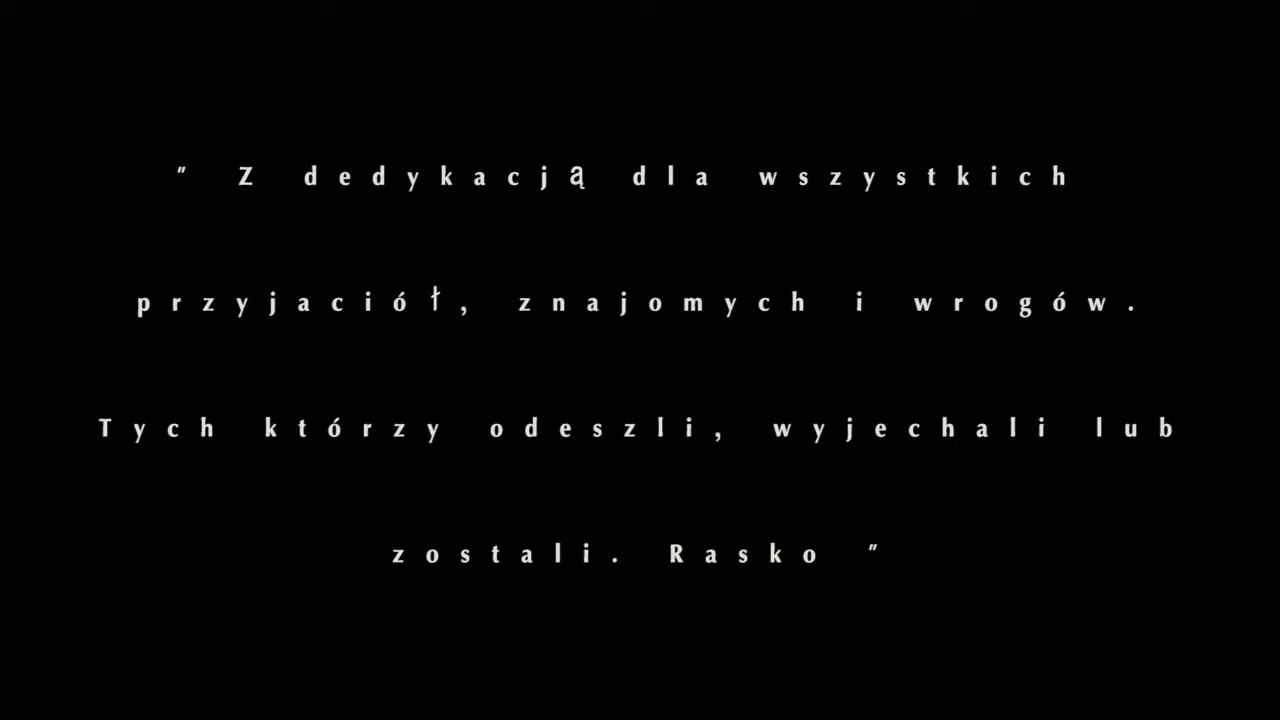 " Z dedykacją dla wszystkich
przyjaciół, znajomych i wrogów.
Tych którzy odeszli, wyjechali lub
zostali. Rasko "